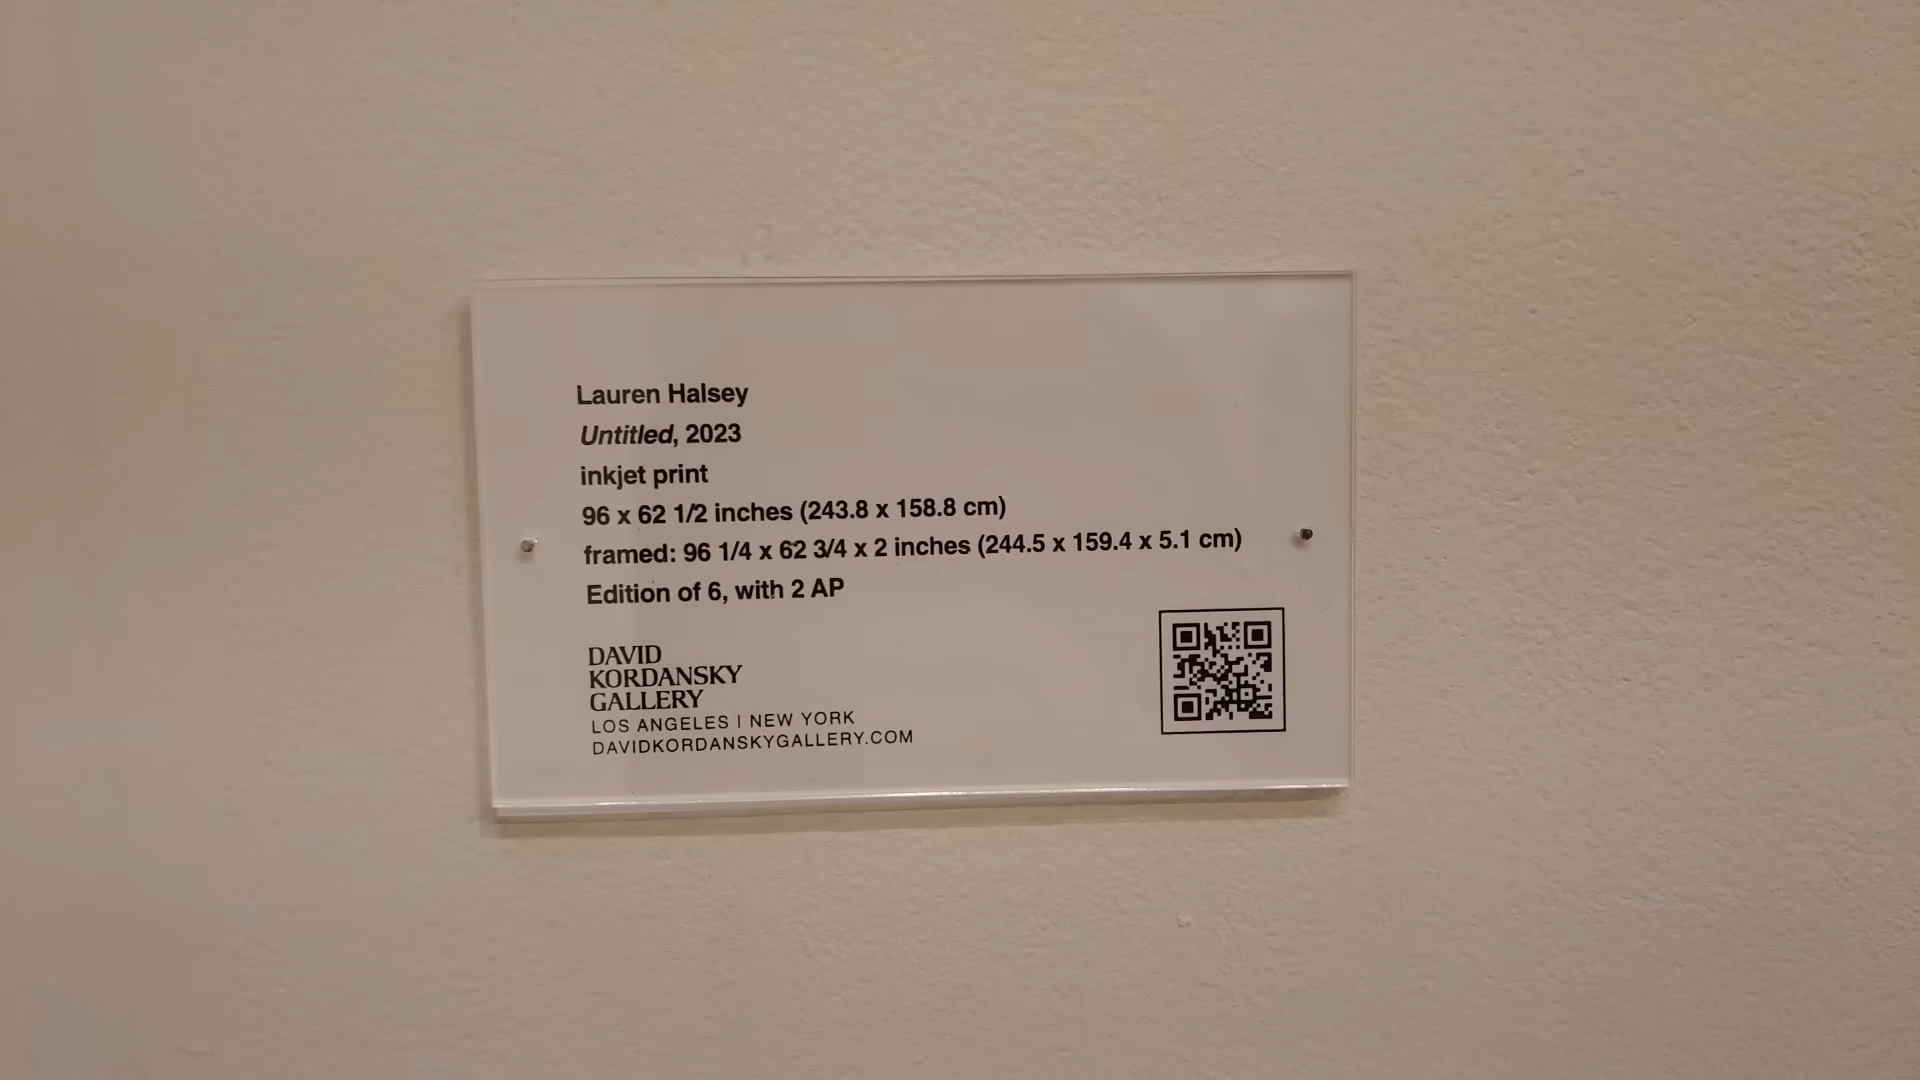 Lauren Halsey
Untitled, 2023
inkjet print
96 x 62 1/2 inches (243.8 x 158.8 cm)
framed: 96 1/4 x 62 3/4 x 2 inches (244.5 x 159.4 x 5.1 cm)
Edition of 6, with 2 AP
DAVID
KORDANSKY
GALLERY
LOS ANGELES | NEW YORK
DAVIDKORDANSKYGALLERY.COM